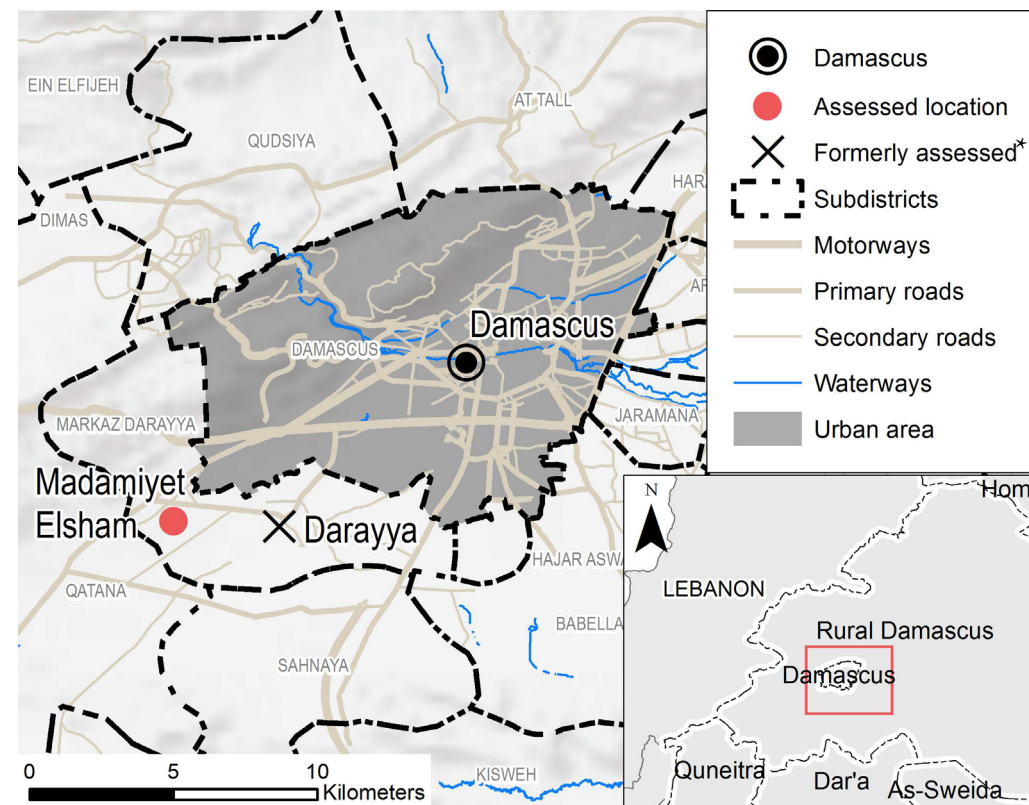 EIN ELFIJEH
AT TALL
QUDSIYA
HARA
DIMAS
Damascus
DAMASCUS
JARAMANA
MARKAZ DARAYYA
Madamiyet
Elsham
Darayya
HAJAR ASWA
QATANA
BABELLA
SAHNAYA
KISWEH
0 5 10
Kilometers
Damascus
Assessed location
Formerly assessed*
Subdistricts
Motorways
Primary roads
Secondary roads
Waterways
Urban area
N
Hom
LEBANON
Rural Damascus
Damascus
Quneitra
Dar'a
As-Sweida